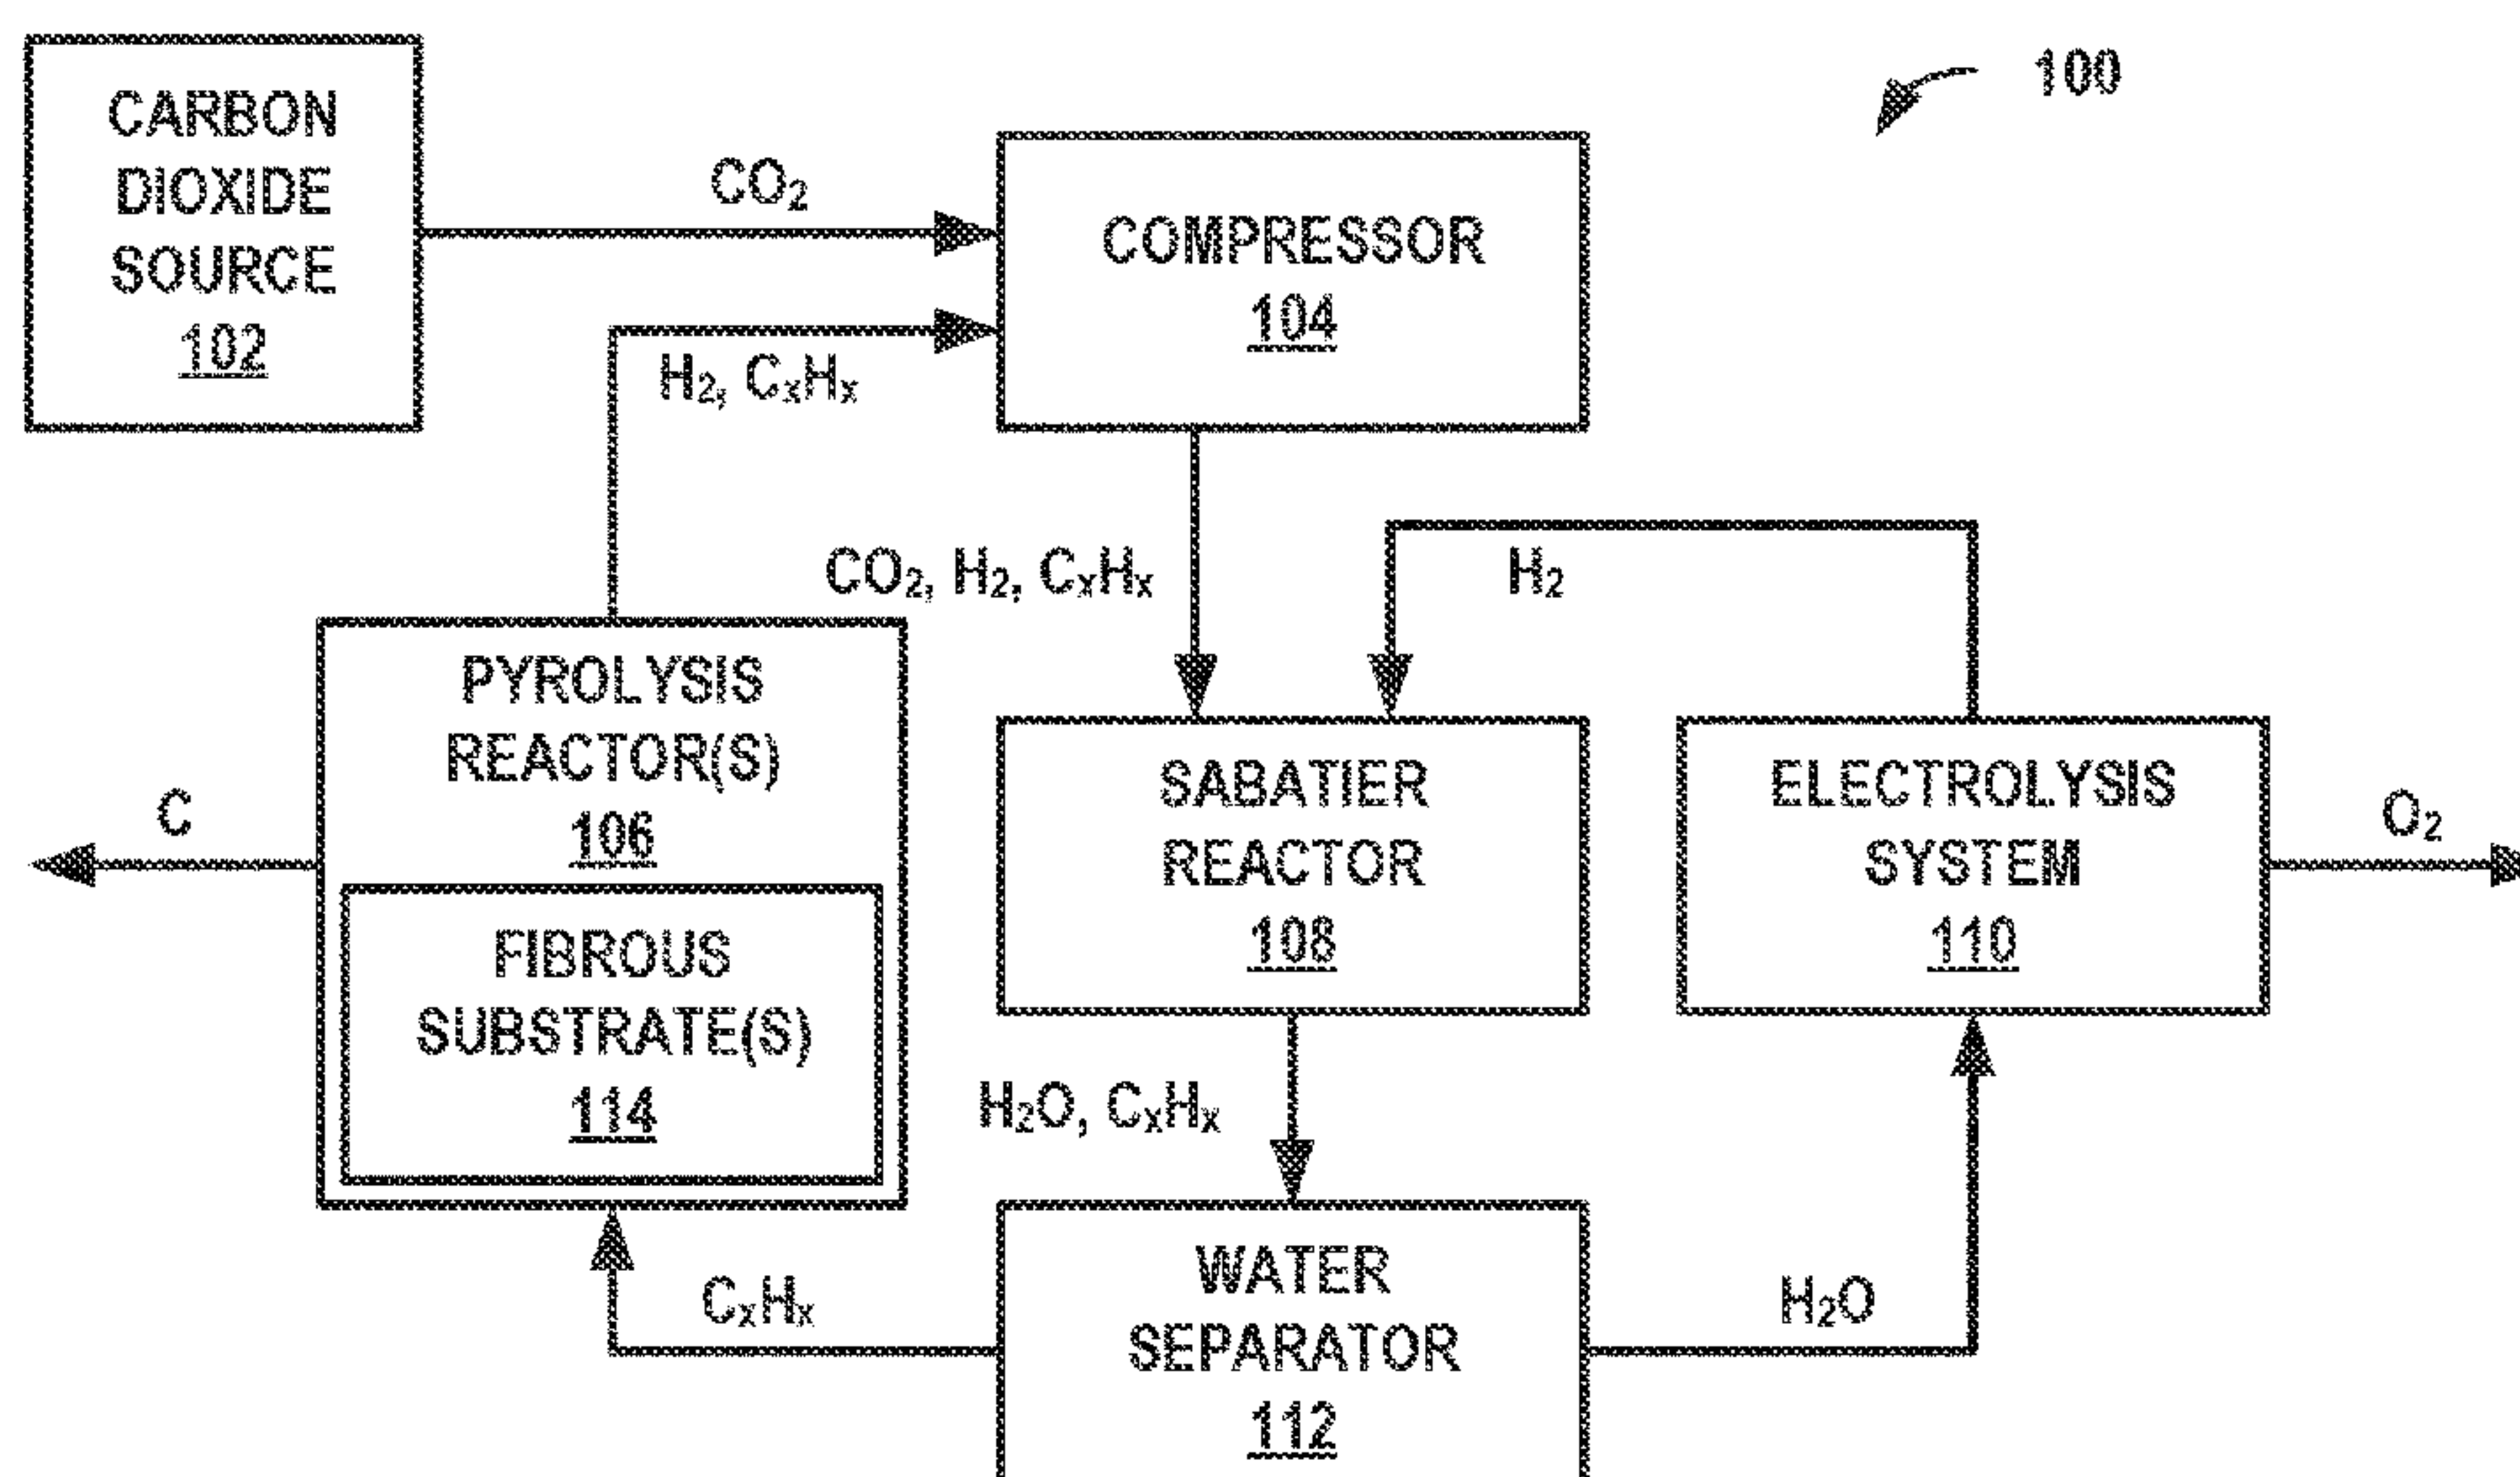 100
CARBON
DIOXIDE
SOURCE
102
CO₂
COMPRESSOR
104
H₂, CₓHₓ
CO₂, H₂, CₓHₓ
H₂
PYROLYSIS
REACTOR(S)
106
C
FIBROUS
SUBSTRATE(S)
114
SABATIER
REACTOR
108
ELECTROLYSIS
SYSTEM
110
O₂
H₂O, CₓHₓ
CₓHₓ
WATER
SEPARATOR
112
H₂O